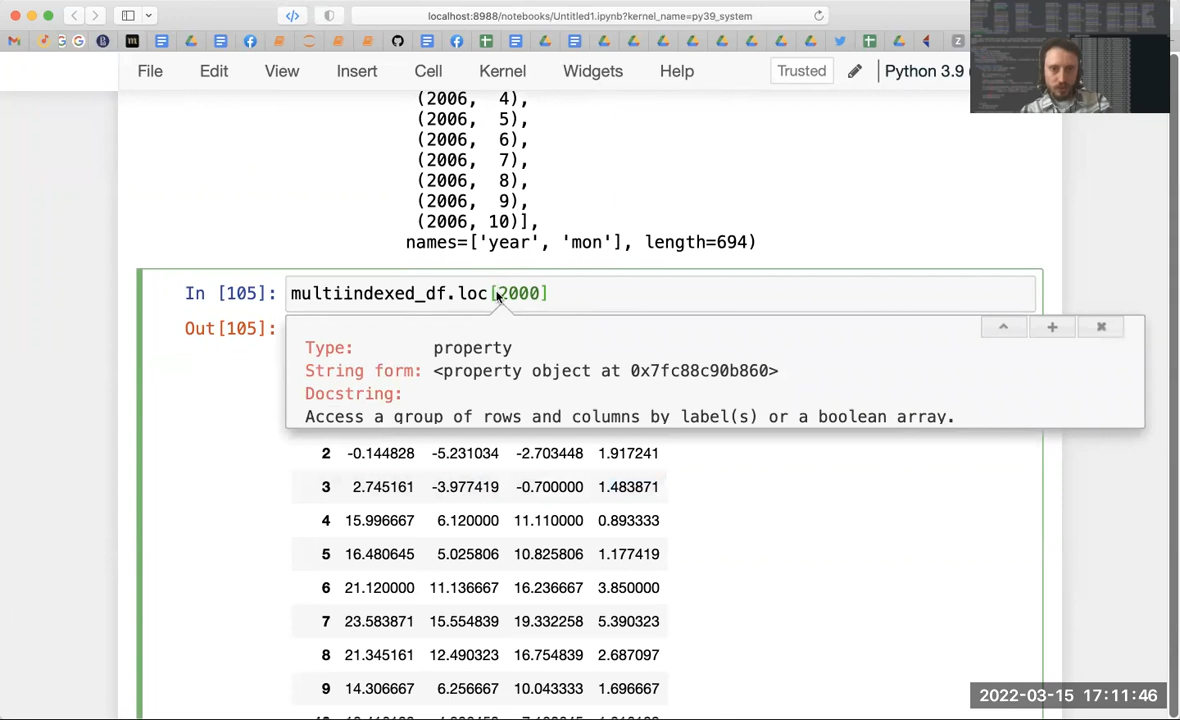 localhost:8988/notebooks/Untitled1.ipynb?kernel_name=py39_system
File Edit View Insert Cell Kernel Widgets Help Trusted Python 3.9
(2006, 4),
(2006, 5),
(2006, 6),
(2006, 7),
(2006, 8),
(2006, 9),
(2006, 10)],
names=['year', 'mon'], length=694)
In [105]: multiindexed_df.loc[2000]
Out[105]:
Type: property
String form: <property object at 0x7fc88c90b860>
Docstring:
Access a group of rows and columns by label(s) or a boolean array.
2 -0.144828 -5.231034 -2.703448 1.917241
3 2.745161 -3.977419 -0.700000 1.483871
4 15.996667 6.120000 11.110000 0.893333
5 16.480645 5.025806 10.825806 1.177419
6 21.120000 11.136667 16.236667 3.850000
7 23.583871 15.554839 19.332258 5.390323
8 21.345161 12.490323 16.754839 2.687097
9 14.306667 6.256667 10.043333 1.696667
2022-03-15 17:11:46